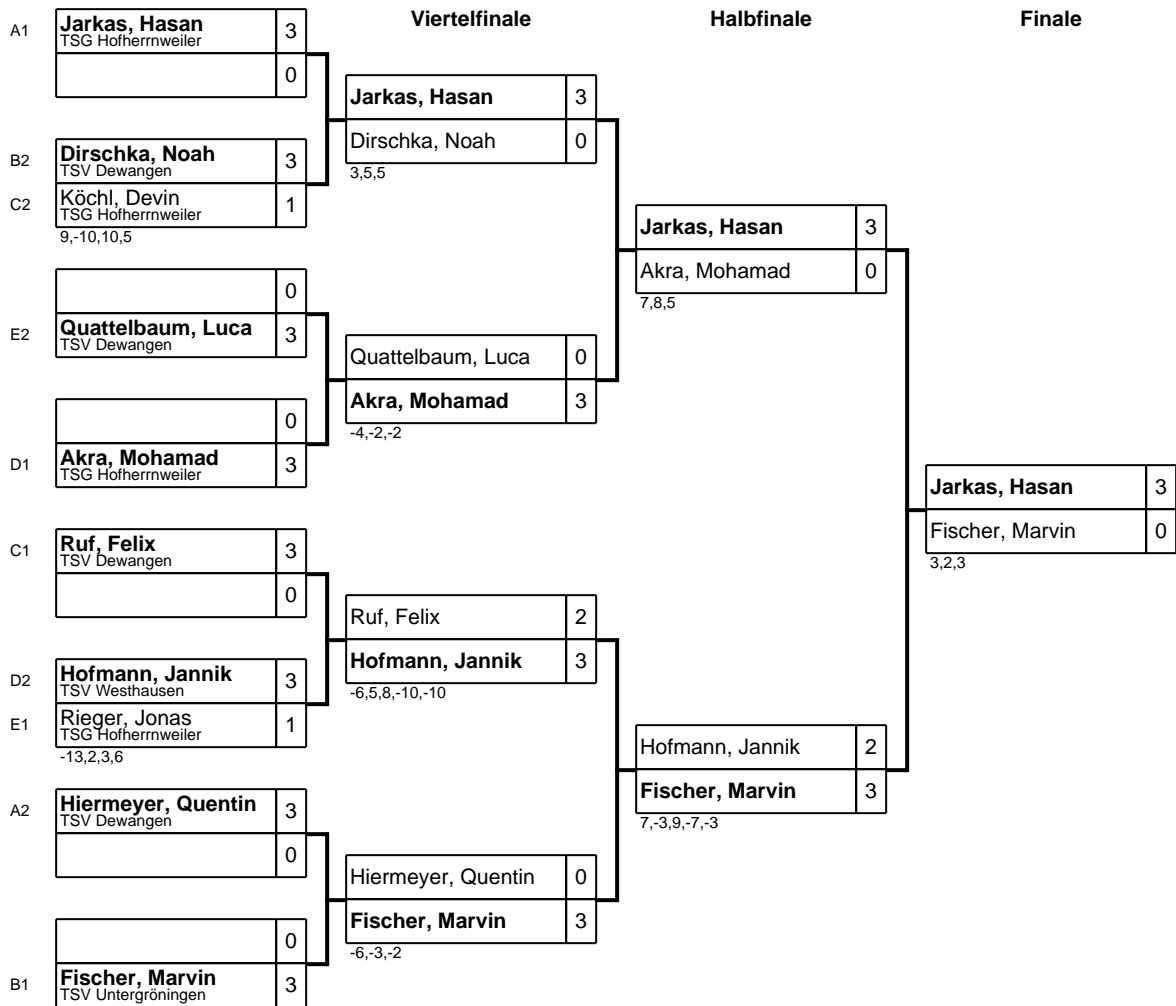 Viertelfinale
Halbfinale
Finale
A1
Jarkas, Hasan 3
TSG Hofherrnweiler
0
B2
Dirschka, Noah 3
TSV Dewangen
C2
Köchl, Devin 1
TSG Hofherrnweiler
9,-10,10,5
0
E2
Quattelbaum, Luca 3
TSV Dewangen
0
D1
Akra, Mohamad 3
TSG Hofherrnweiler
C1
Ruf, Felix 3
TSV Dewangen
0
D2
Hofmann, Jannik 3
TSV Westhausen
E1
Rieger, Jonas 1
TSG Hofherrnweiler
-13,2,3,6
A2
Hiermeyer, Quentin 3
TSV Dewangen
0
0
B1
Fischer, Marvin 3
TSV Untergröningen
Jarkas, Hasan 3
Dirschka, Noah 0
3,5,5
Quattelbaum, Luca 0
Akra, Mohamad 3
-4,-2,-2
Ruf, Felix 2
Hofmann, Jannik 3
-6,5,8,-10,-10
Hiermeyer, Quentin 0
Fischer, Marvin 3
-6,-3,-2
Jarkas, Hasan 3
Akra, Mohamad 0
7,8,5
Hofmann, Jannik 2
Fischer, Marvin 3
7,-3,9,-7,-3
Jarkas, Hasan 3
Fischer, Marvin 0
3,2,3